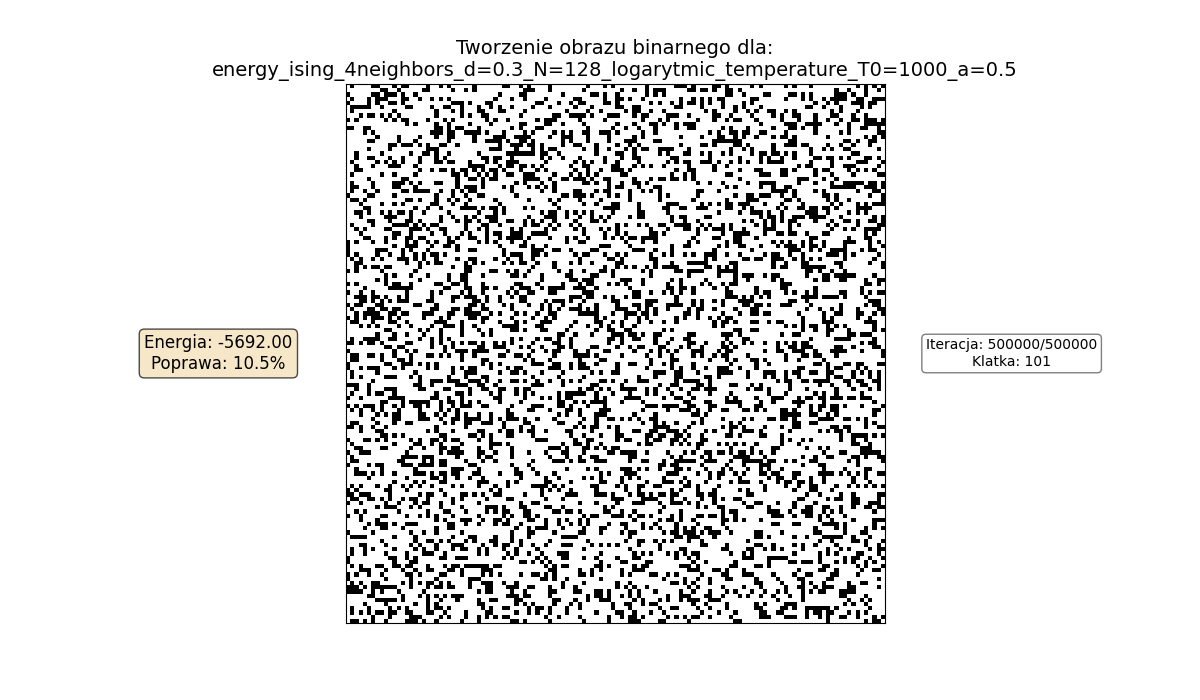 Tworzenie obrazu binarnego dla:
energy_ising_4neighbors_d=0.3_N=128_logarytmic_temperature_T0=1000_a=0.5
Energia: -5692.00
Poprawa: 10.5%
Iteracja: 500000/500000
Klatka: 101